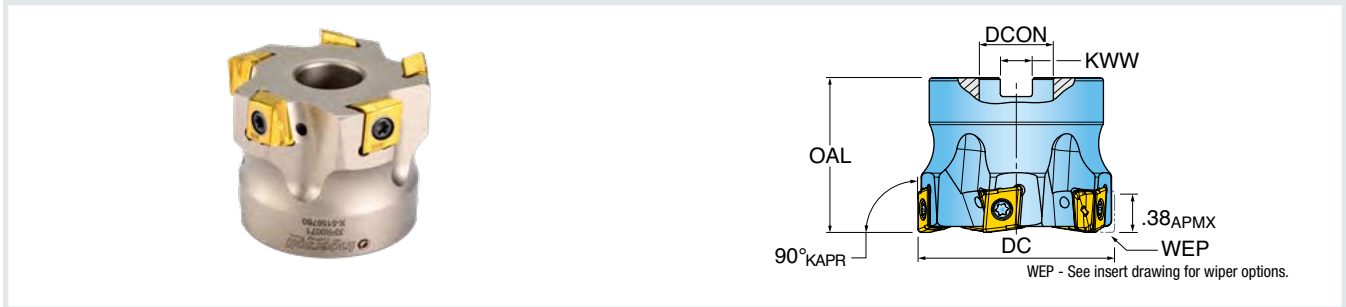 DCON
KWW
OAL
.38APMX
90°KAPR
DC
WEP
WEP - See insert drawing for wiper options.